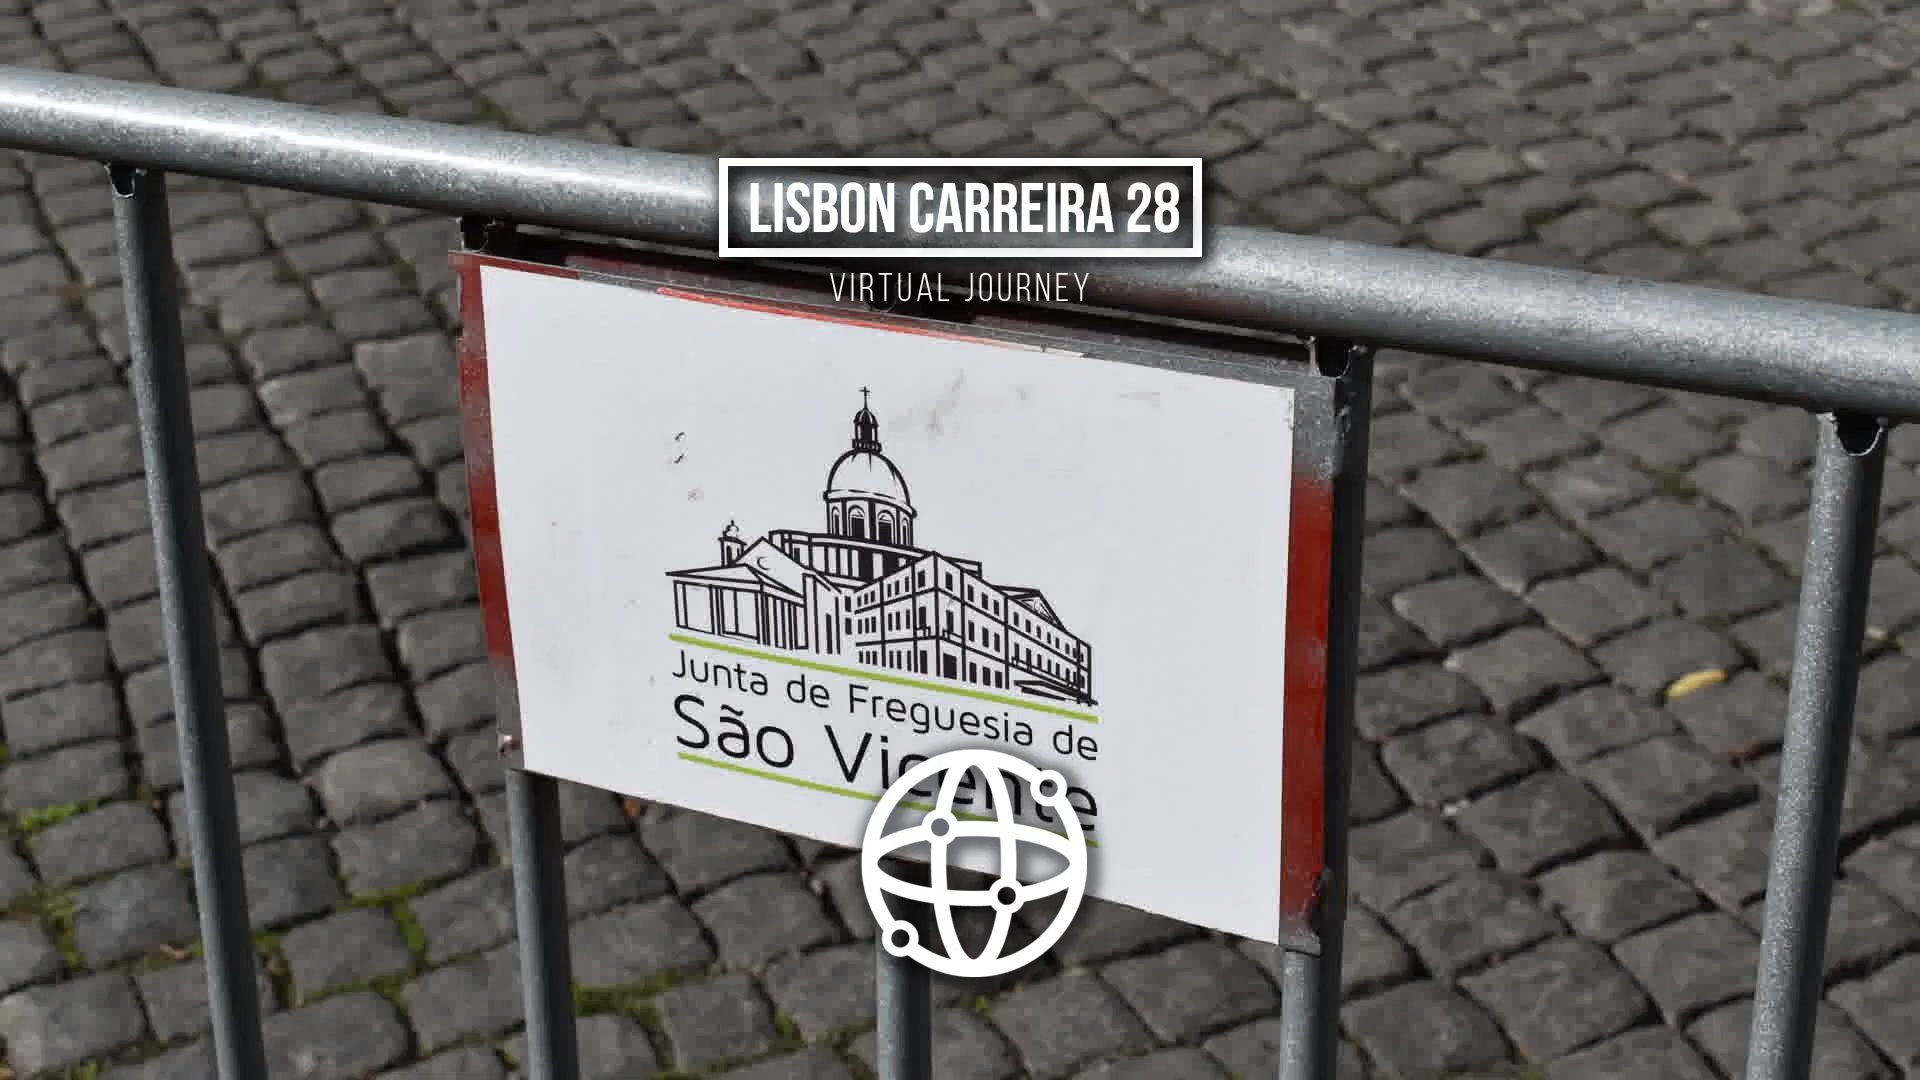 LISBON CARREIRA 28
VIRTUAL JOURNEY
Junta de Freguesia de
São Vicente